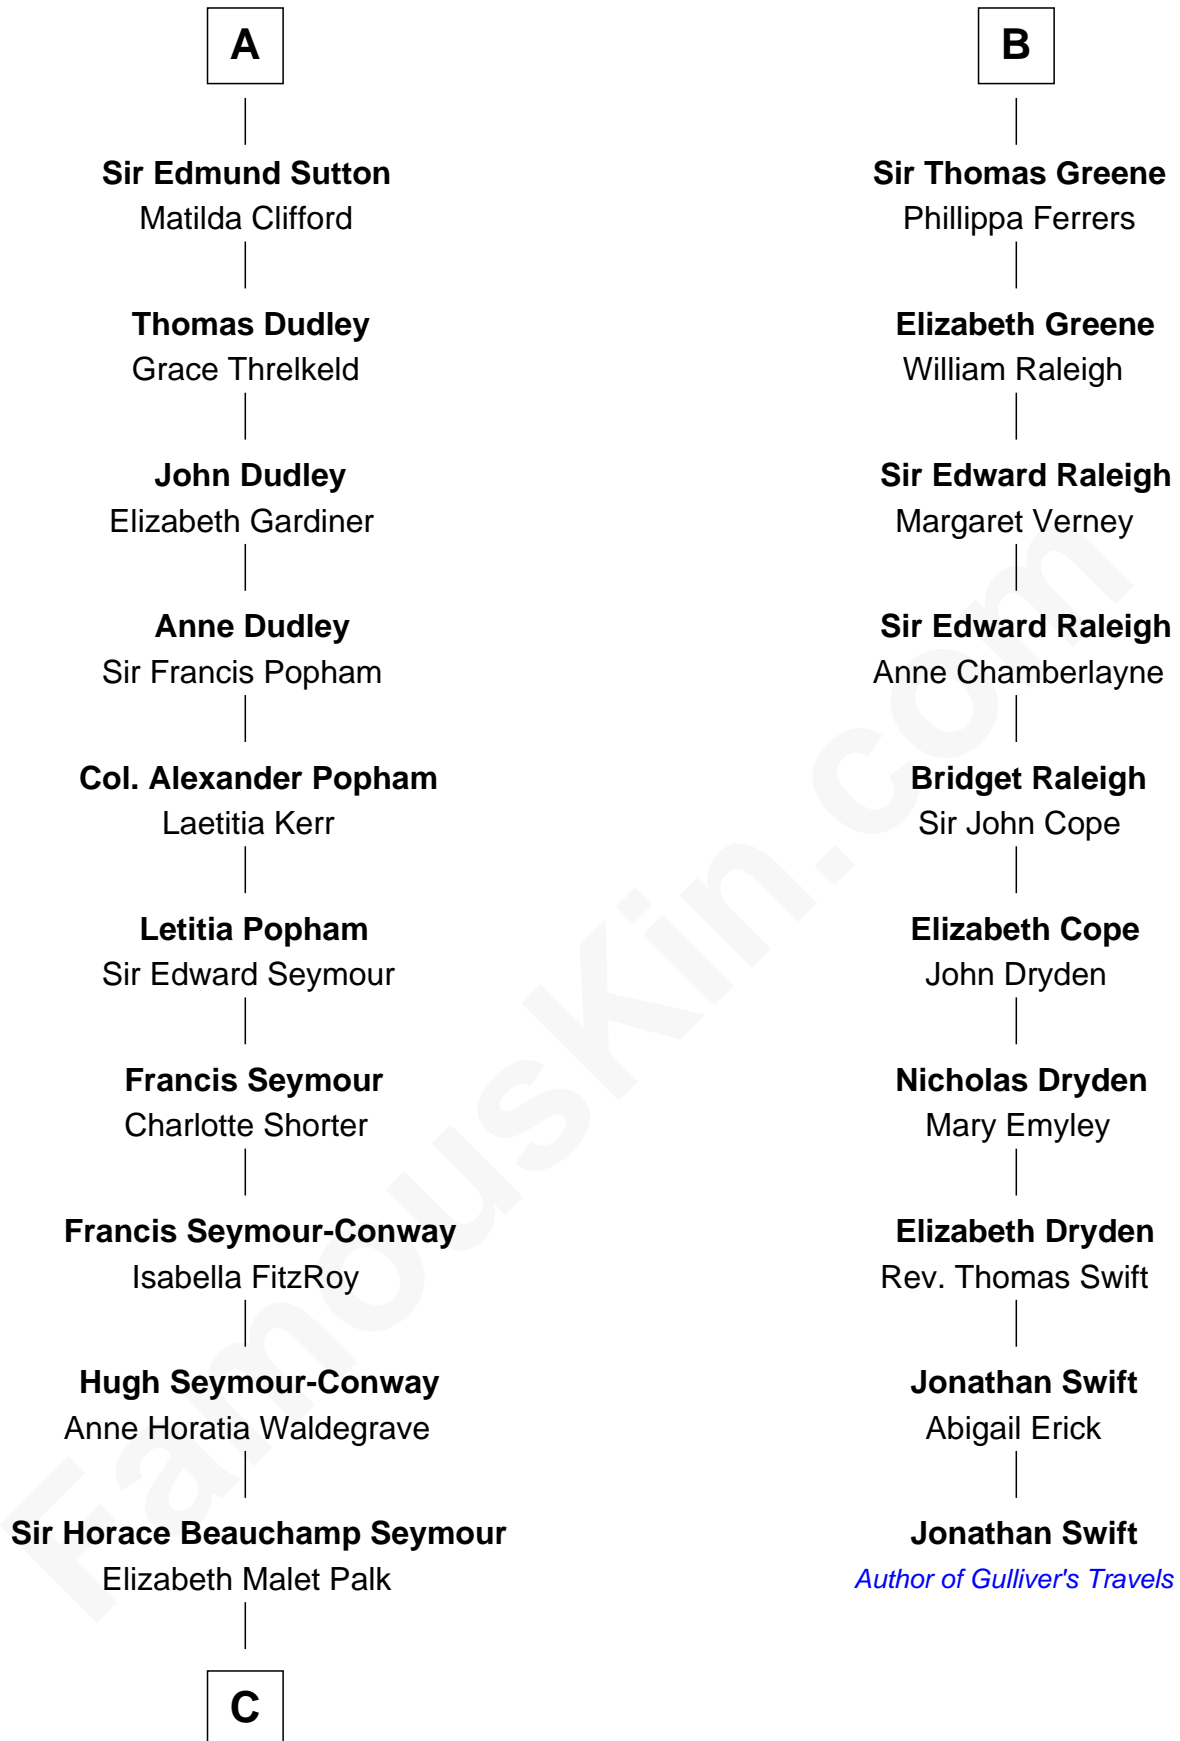 A
Sir Edmund Sutton
Matilda Clifford
Thomas Dudley
Grace Threlkeld
John Dudley
Elizabeth Gardiner
Anne Dudley
Sir Francis Popham
Col. Alexander Popham
Laetitia Kerr
Letitia Popham
Sir Edward Seymour
Francis Seymour
Charlotte Shorter
Francis Seymour-Conway
Isabella FitzRoy
Hugh Seymour-Conway
Anne Horatia Waldegrave
Sir Horace Beauchamp Seymour
Elizabeth Malet Palk
C
B
Sir Thomas Greene
Phillippa Ferrers
Elizabeth Greene
William Raleigh
Sir Edward Raleigh
Margaret Verney
Sir Edward Raleigh
Anne Chamberlayne
Bridget Raleigh
Sir John Cope
Elizabeth Cope
John Dryden
Nicholas Dryden
Mary Emyley
Elizabeth Dryden
Rev. Thomas Swift
Jonathan Swift
Abigail Erick
Jonathan Swift
Author of Gulliver's Travels
FamousKin.com